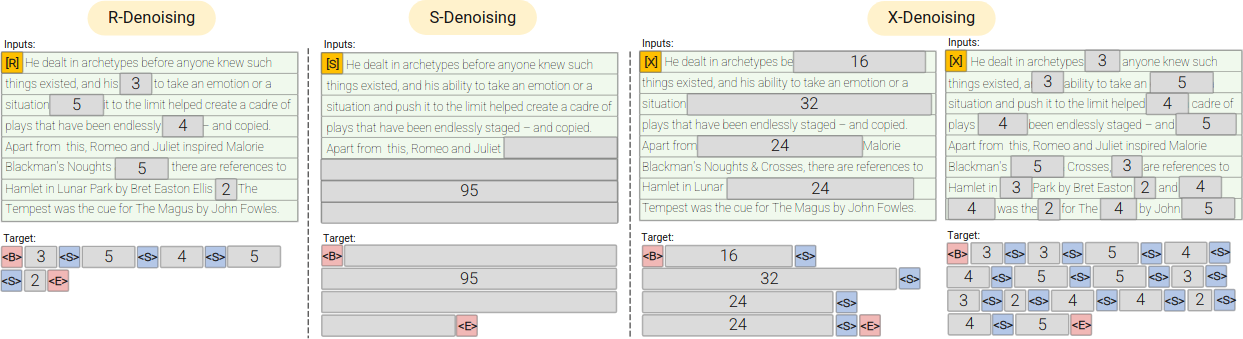 R-Denoising
Inputs:
[R] He dealt in archetypes before anyone knew such
things existed, and his 3 to take an emotion or a
situation 5 it to the limit helped create a cadre of
plays that have been endlessly 4 – and copied.
Apart from this, Romeo and Juliet inspired Malorie
Blackman's Noughts 5 there are references to
Hamlet in Lunar Park by Bret Easton Ellis 2 The
Tempest was the cue for The Magus by John Fowles.
Target:
<B> 3 <S> 5 <S> 4 <S> 5
<S> 2 <E>
S-Denoising
Inputs:
[S] He dealt in archetypes before anyone knew such
things existed, and his ability to take an emotion or a
situation and push it to the limit helped create a cadre of
plays that have been endlessly staged – and copied.
Apart from this, Romeo and Juliet
95
Target:
<B>
95
<E>
X-Denoising
Inputs:
[X] He dealt in archetypes be 16
things existed, and his ability to take an emotion or a
situation 32
plays that have been endlessly staged – and copied.
Apart from 24 Malorie
Blackman's Noughts & Crosses, there are references to
Hamlet in Lunar 24
Tempest was the cue for The Magus by John Fowles.
Target:
<B> 16 <S>
32 <S>
24 <S>
24 <S> <E>
Inputs:
[X] He dealt in archetypes 3 anyone knew such
things existed, a 3 ability to take an 5
situation and push it to the limit helped 4 cadre of
plays 4 been endlessly staged – and 5
Apart from this, Romeo and Juliet inspired Malorie
Blackman's 5 Crosses, 3 are references to
Hamlet in 3 Park by Bret Easton 2 and 4
4 was the 2 for The 4 by John 5
Target:
<B> 3 <S> 3 <S> 5 <S> 4 <S>
4 <S> 5 <S> 5 <S> 3 <S>
3 <S> 2 <S> 4 <S> 4 <S> 2 <S>
4 <S> 5 <E>